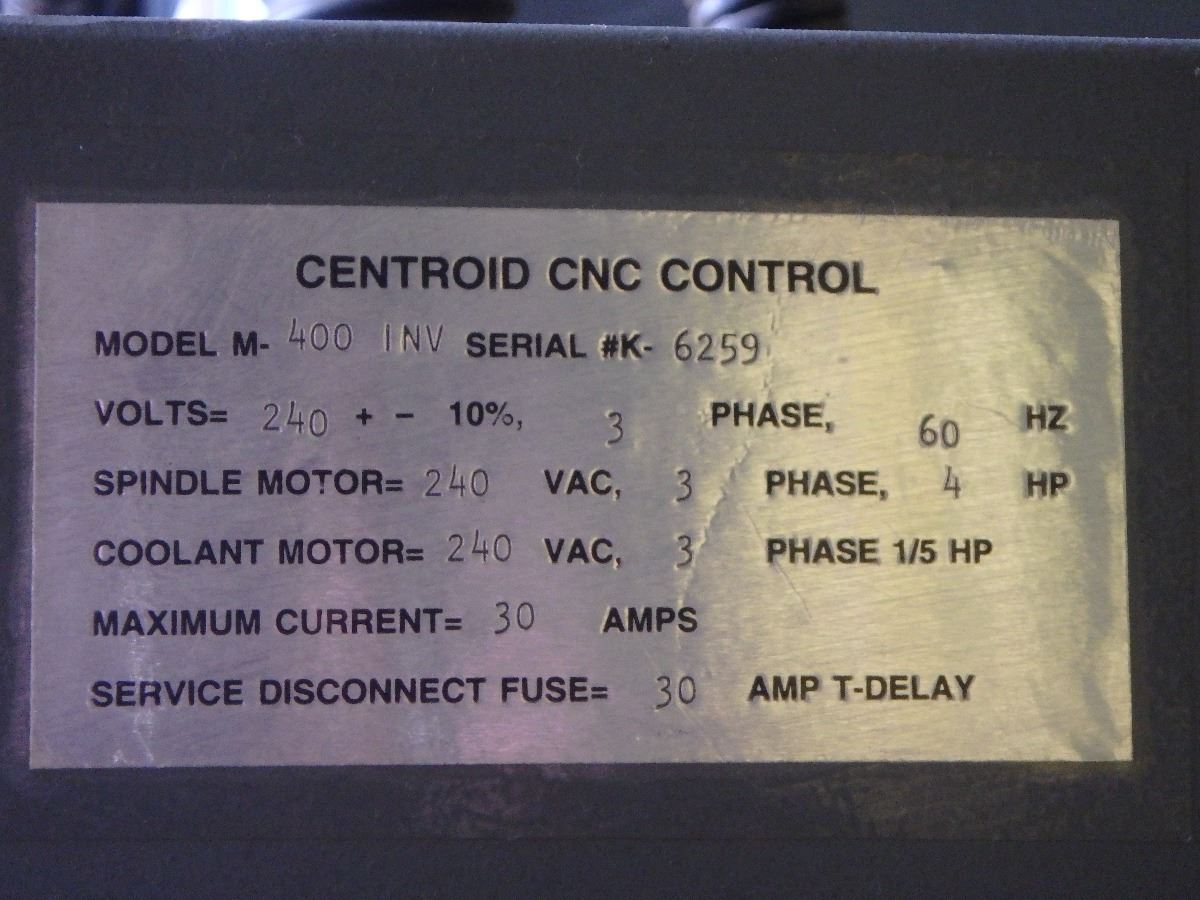 CENTROID CNC CONTROL
MODEL M- 400 INV SERIAL #K- 6259
VOLTS= 240 + - 10%, 3 PHASE, 60 HZ
SPINDLE MOTOR= 240 VAC, 3 PHASE, 4 HP
COOLANT MOTOR= 240 VAC, 3 PHASE 1/5 HP
MAXIMUM CURRENT= 30 AMPS
SERVICE DISCONNECT FUSE= 30 AMP T-DELAY